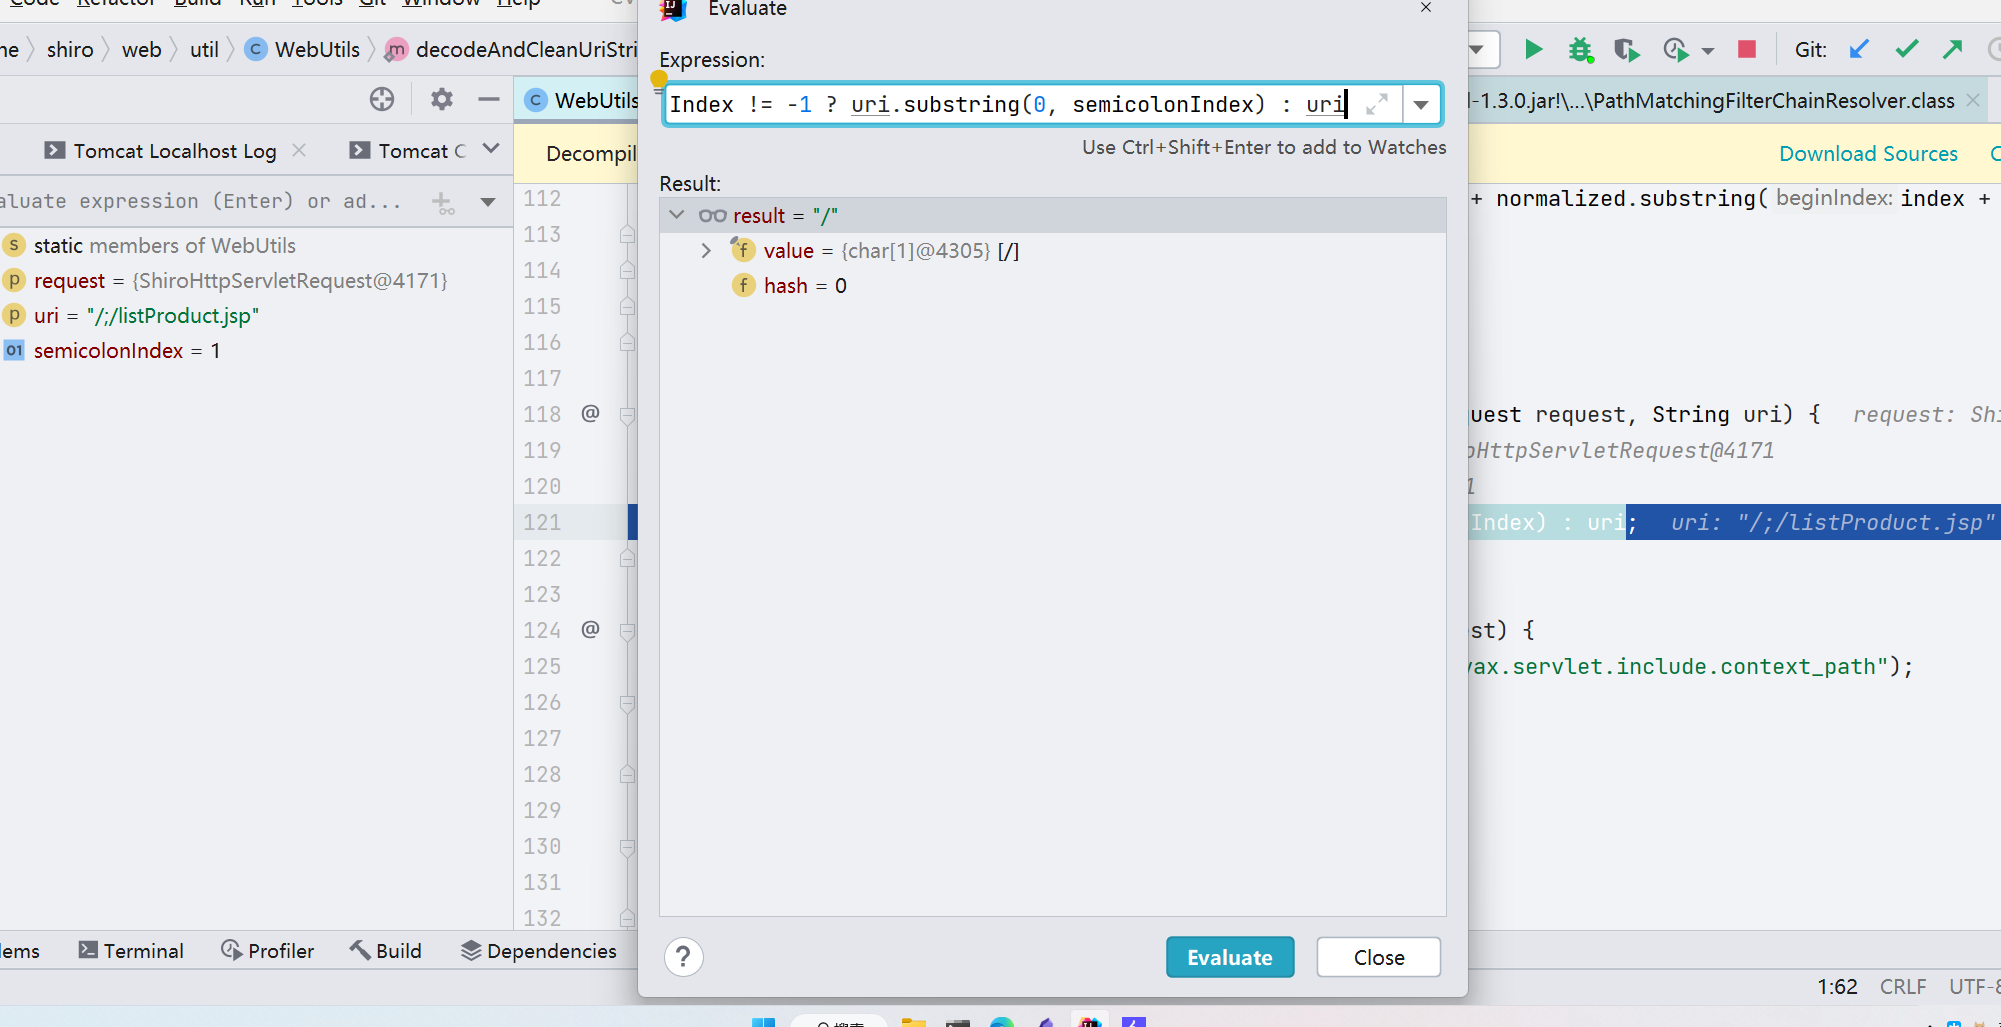 Code Refactor Build Run Tools Git Window Help
Evaluate
he shiro web util C WebUtils m decodeAndCleanUriStri
Git:
Expression:
C WebUtils
Index != -1 ? uri.substring(0, semicolonIndex) : uri
l-1.3.0.jar!\...\PathMatchingFilterChainResolver.class
Tomcat Localhost Log
Tomcat C
Decompil
Use Ctrl+Shift+Enter to add to Watches
Download Sources
aluate expression (Enter) or ad...
Result:
112
+ normalized.substring( beginIndex: index +
result = "/"
113
s static members of WebUtils
f value = {char[1]@4305} [/]
114
p request = {ShiroHttpServletRequest@4171}
f hash = 0
115
p uri = "/;/listProduct.jsp"
116
01 semicolonIndex = 1
117
118 @
uest request, String uri) { request: Shi
119
oHttpServletRequest@4171
120
1
121
Index) : uri; uri: "/;/listProduct.jsp"
122
123
124 @
st) {
125
vax.servlet.include.context_path");
126
127
128
129
130
131
132
lems
Terminal
Profiler
Build
Dependencies
?
Evaluate
Close
1:62 CRLF UTF-8
搜索